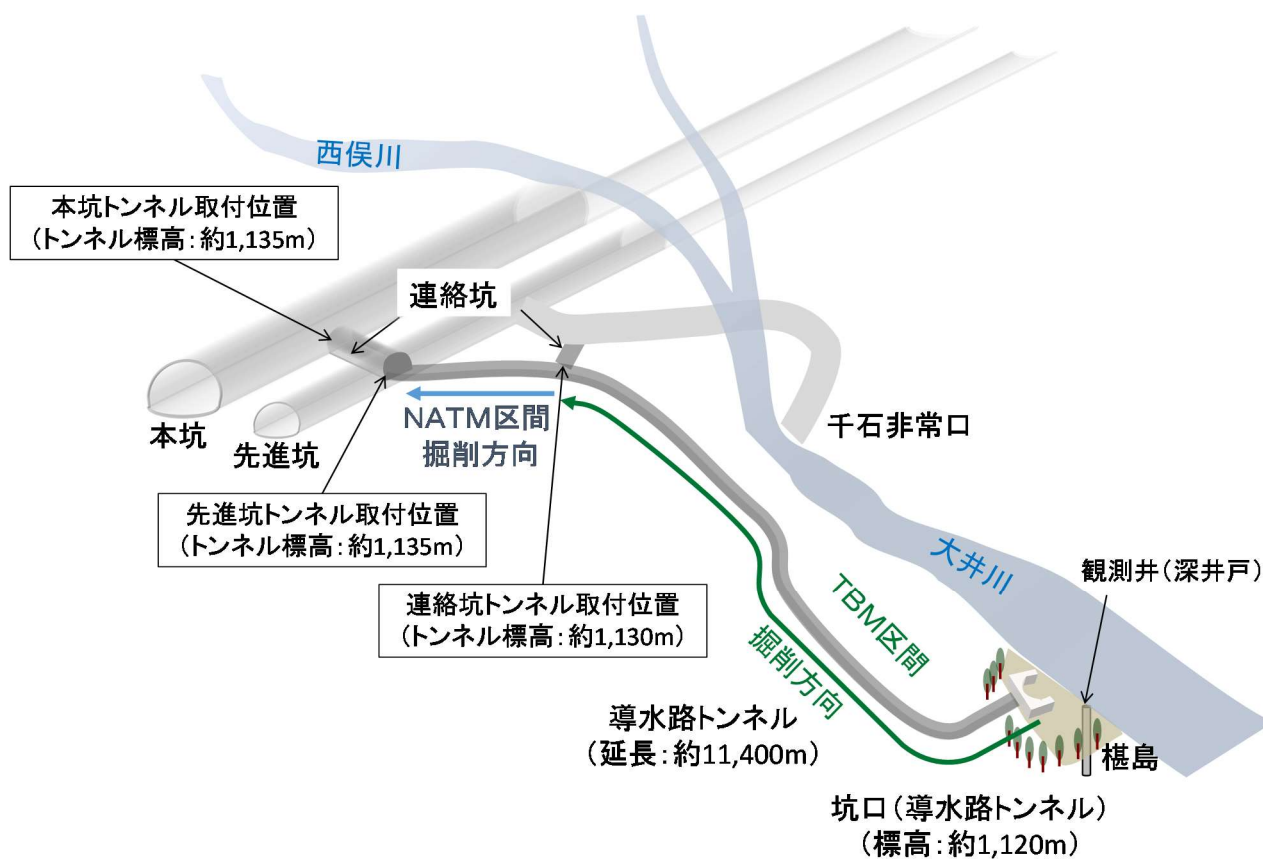 西俣川
本坑トンネル取付位置
(トンネル標高:約1,135m)
連絡坑
NATM区間
掘削方向
本坑
先進坑
千石非常口
先進坑トンネル取付位置
(トンネル標高:約1,135m)
大井川
観測井(深井戸)
連絡坑トンネル取付位置
(トンネル標高:約1,130m)
TBM区間
掘削方向
導水路トンネル
(延長:約11,400m)
椹島
坑口(導水路トンネル)
(標高:約1,120m)